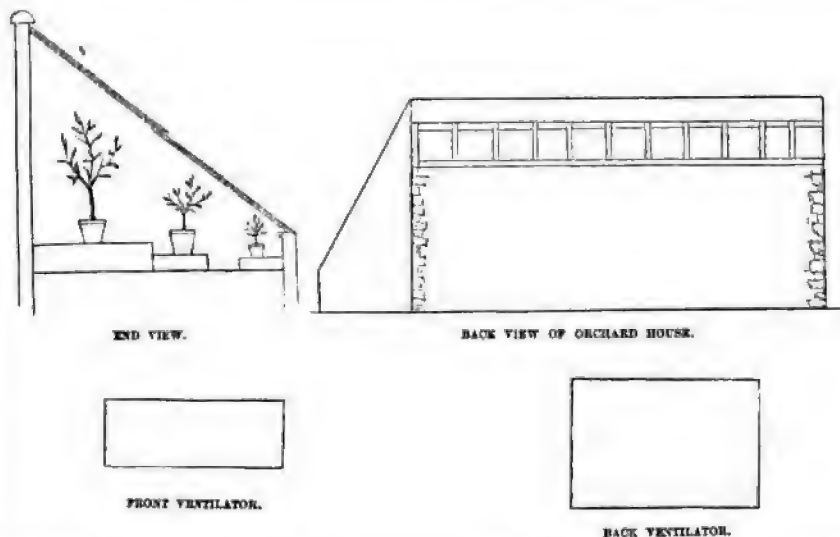 END VIEW.
BACK VIEW OF ORCHARD HOUSE.
FRONT VENTILATOR.
BACK VENTILATOR.